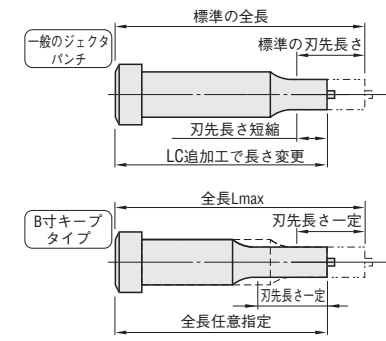 標準の全長
一般のジェクタ
パンチ
標準の刃先長さ
刃先長さ短縮
LC追加工で長さ変更
全長Lmax
B寸キープ
タイプ
刃先長さ一定
刃先長さ一定
全長任意指定